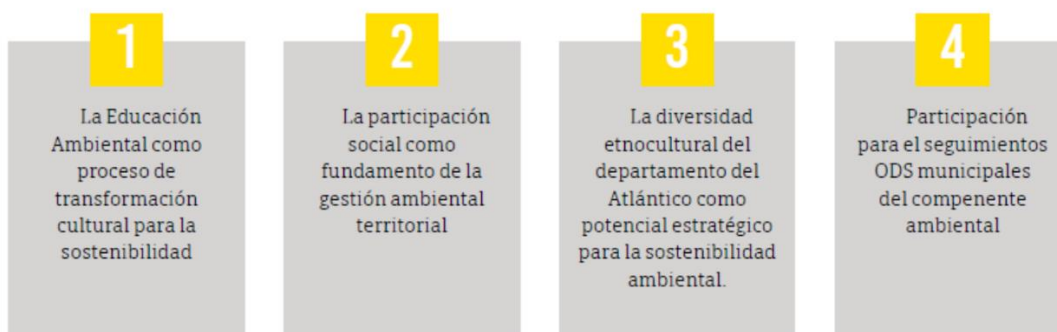 1
La Educación
Ambiental como
proceso de
transformación
cultural para la
sostenibilidad
2
La participación
social como
fundamento de la
gestión ambiental
territorial
3
La diversidad
etnocultural del
departamento del
Atlántico como
potencial estratégico
para la sostenibilidad
ambiental.
4
Participación
para el seguimientos
ODS municipales
del compenente
ambiental